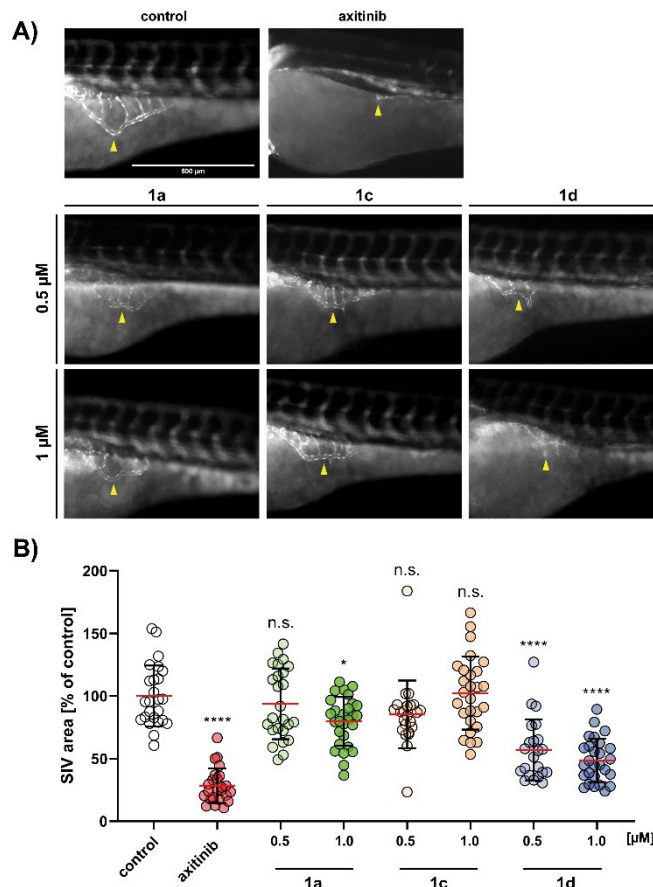 A)
control axitinib
500 µm
1a 1c 1d
0.5 µM
1 µM
B)
SIV area [% of control]
200
150
100
50
0
n.s. n.s. n.s.
**** * **** ****
control axitinib 0.5 1.0 0.5 1.0 0.5 1.0 [µM]
1a 1c 1d